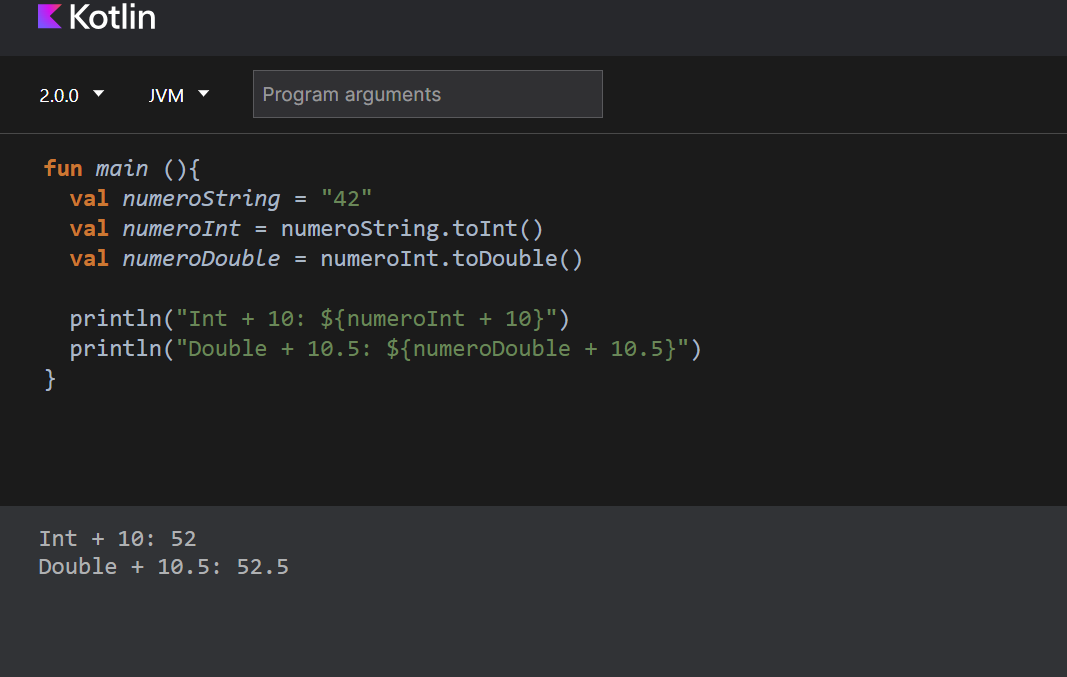 Kotlin
2.0.0 JVM Program arguments
fun main (){
  val numeroString = "42"
  val numeroInt = numeroString.toInt()
  val numeroDouble = numeroInt.toDouble()
  println("Int + 10: ${numeroInt + 10}")
  println("Double + 10.5: ${numeroDouble + 10.5}")
}
Int + 10: 52
Double + 10.5: 52.5